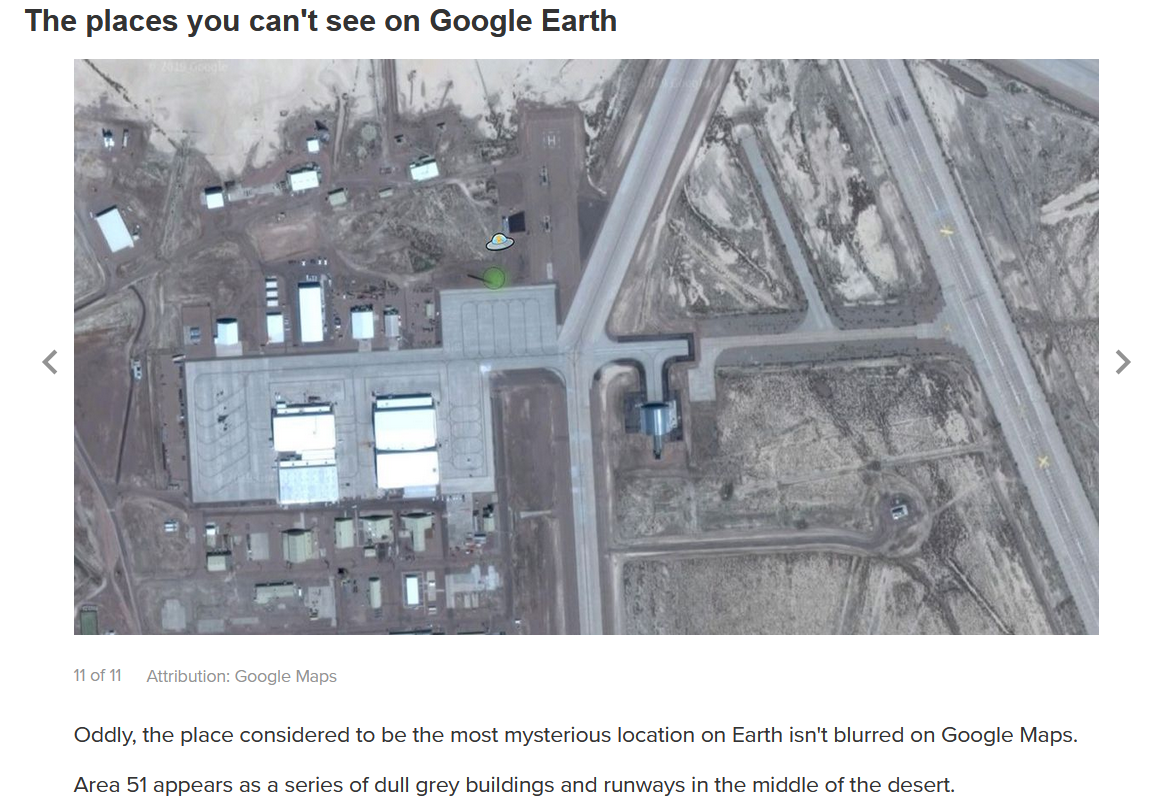 The places you can't see on Google Earth
11 of 11 Attribution: Google Maps
Oddly, the place considered to be the most mysterious location on Earth isn't blurred on Google Maps.
Area 51 appears as a series of dull grey buildings and runways in the middle of the desert.